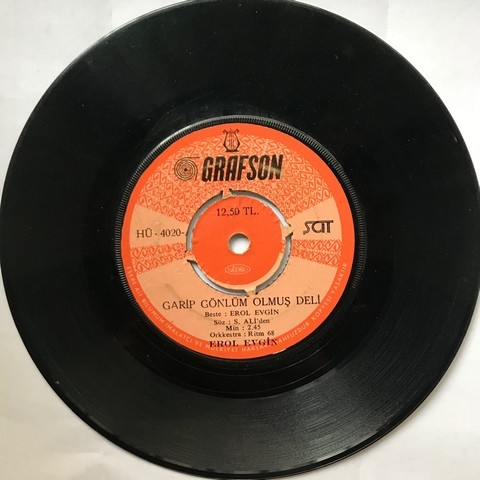 GRAFSON
12,50 TL.
HÜ - 4020-
SAT
GARİP GÖNLÜM OLMUŞ DELİ
Beste : EROL EVGİN
Söz : S. ALİ'den
Min : 2.45
Orkestra : Ritm 68
EROL EVGİN